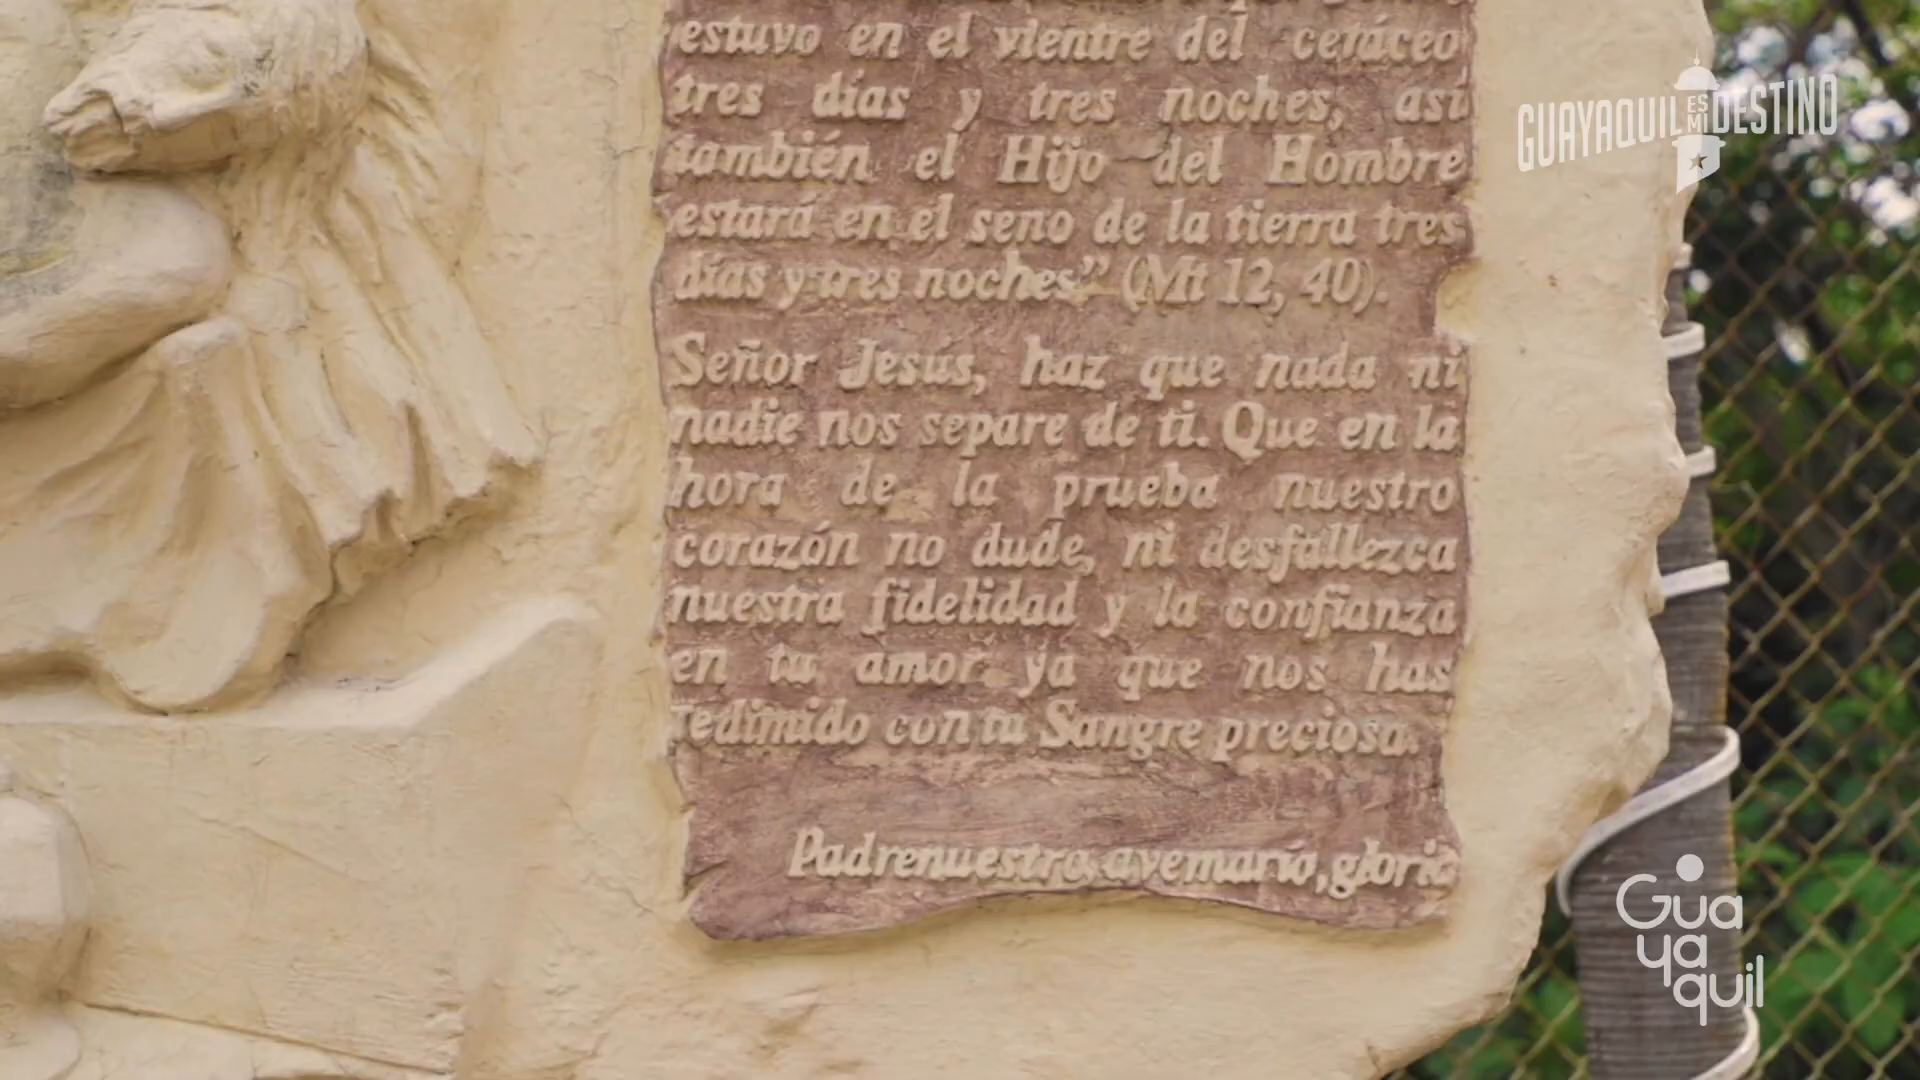 estuvo en el vientre del cetáceo
tres días y tres noches, así
también el Hijo del Hombre
estará en el seno de la tierra tres
días y tres noches” (Mt 12, 40).
Señor Jesus, haz que nada ni
nadie nos separe de ti. Que en la
hora de la prueba nuestro
corazón no dude, ni desfallezca
nuestra fidelidad y la confianza
en tu amor ya que nos has
redimido con tu Sangre preciosa.
Padrenuestro, avemaría, gloria
GUAYAQUIL ES MI DESTINO
Gua
ya
quil